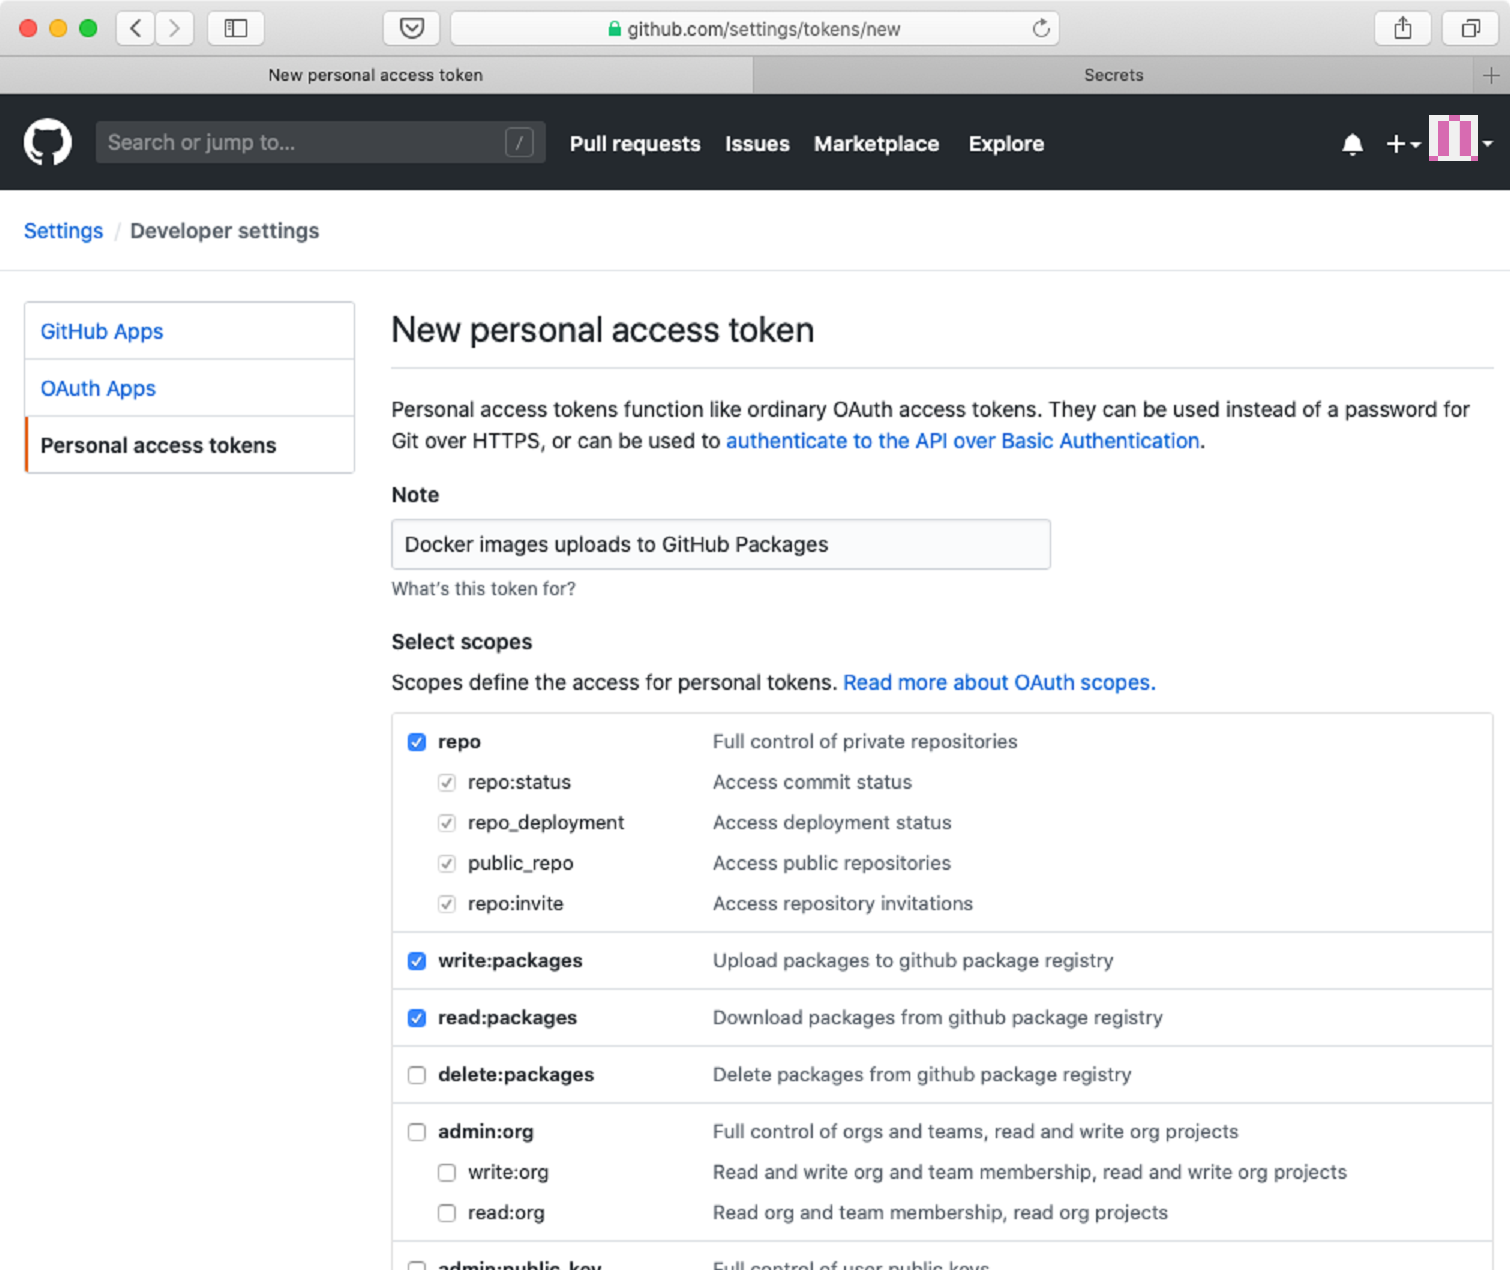 github.com/settings/tokens/new
New personal access token
Secrets
Search or jump to...
/
Pull requests
Issues
Marketplace
Explore
Settings / Developer settings
GitHub Apps
OAuth Apps
Personal access tokens
New personal access token
Personal access tokens function like ordinary OAuth access tokens. They can be used instead of a password for
Git over HTTPS, or can be used to authenticate to the API over Basic Authentication.
Note
Docker images uploads to GitHub Packages
What's this token for?
Select scopes
Scopes define the access for personal tokens. Read more about OAuth scopes.
repo Full control of private repositories
repo:status Access commit status
repo_deployment Access deployment status
public_repo Access public repositories
repo:invite Access repository invitations
write:packages Upload packages to github package registry
read:packages Download packages from github package registry
delete:packages Delete packages from github package registry
admin:org Full control of orgs and teams, read and write org projects
write:org Read and write org and team membership, read and write org projects
read:org Read org and team membership, read org projects
admin:public_key Full control of user public keys